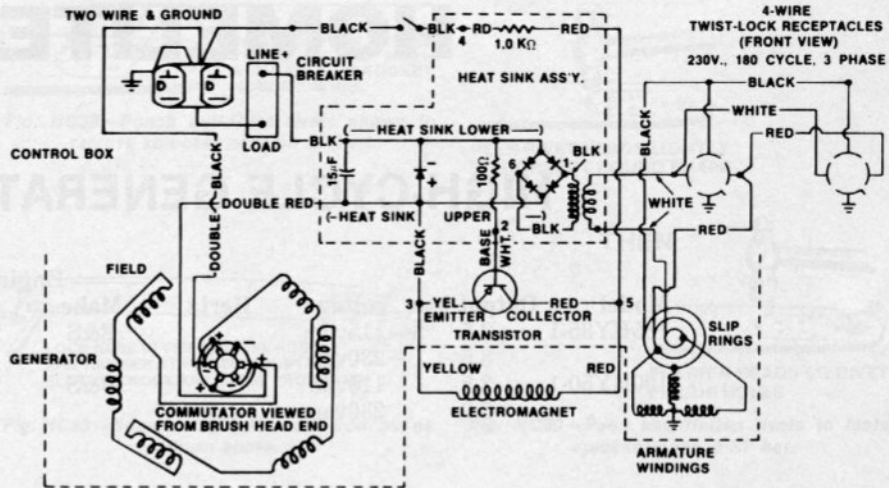 TWO WIRE & GROUND
4-WIRE
TWIST-LOCK RECEPTACLES
(FRONT VIEW)
230V., 180 CYCLE, 3 PHASE
BLACK
BLK
RD
RED
1.0 KΩ
LINE
CIRCUIT
BREAKER
LOAD
HEAT SINK ASS'Y.
BLACK
WHITE
RED
D
D
CONTROL BOX
BLK
(HEAT SINK LOWER)
BLK
BLACK
6
1
100Ω
DOUBLE BLACK
DOUBLE RED
(-HEAT SINK
UPPER
(—)
BLK
WHITE
RED
BLACK
BASE
2
WHT.
FIELD
3
YEL.
EMITTER
RED
COLLECTOR
5
TRANSISTOR
SLIP
RINGS
GENERATOR
YELLOW
RED
ELECTROMAGNET
COMMUTATOR VIEWED
FROM BRUSH HEAD END
ARMATURE
WINDINGS